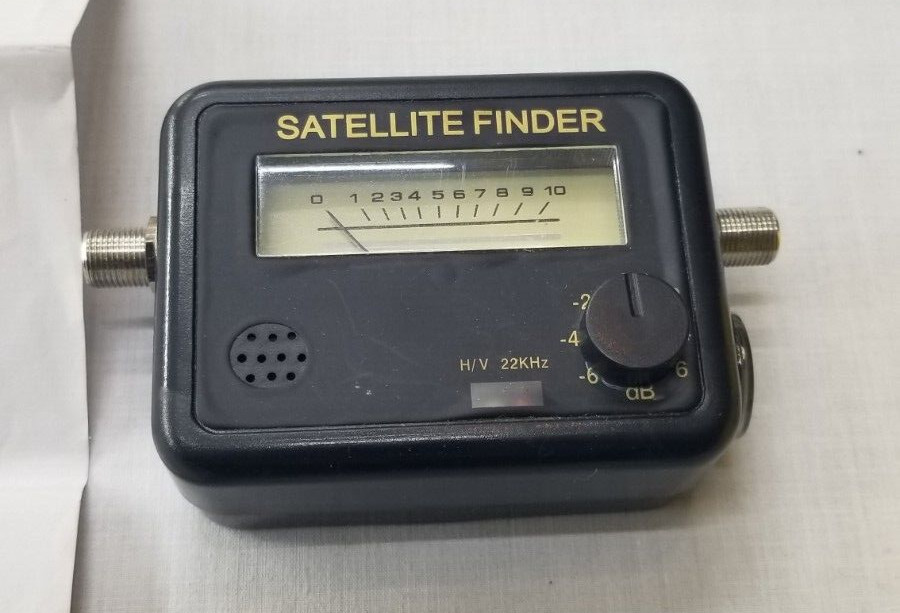 SATELLITE FINDER
0 1 2 3 4 5 6 7 8 9 10
-2
-4
H/V 22KHz
-6 6
dB